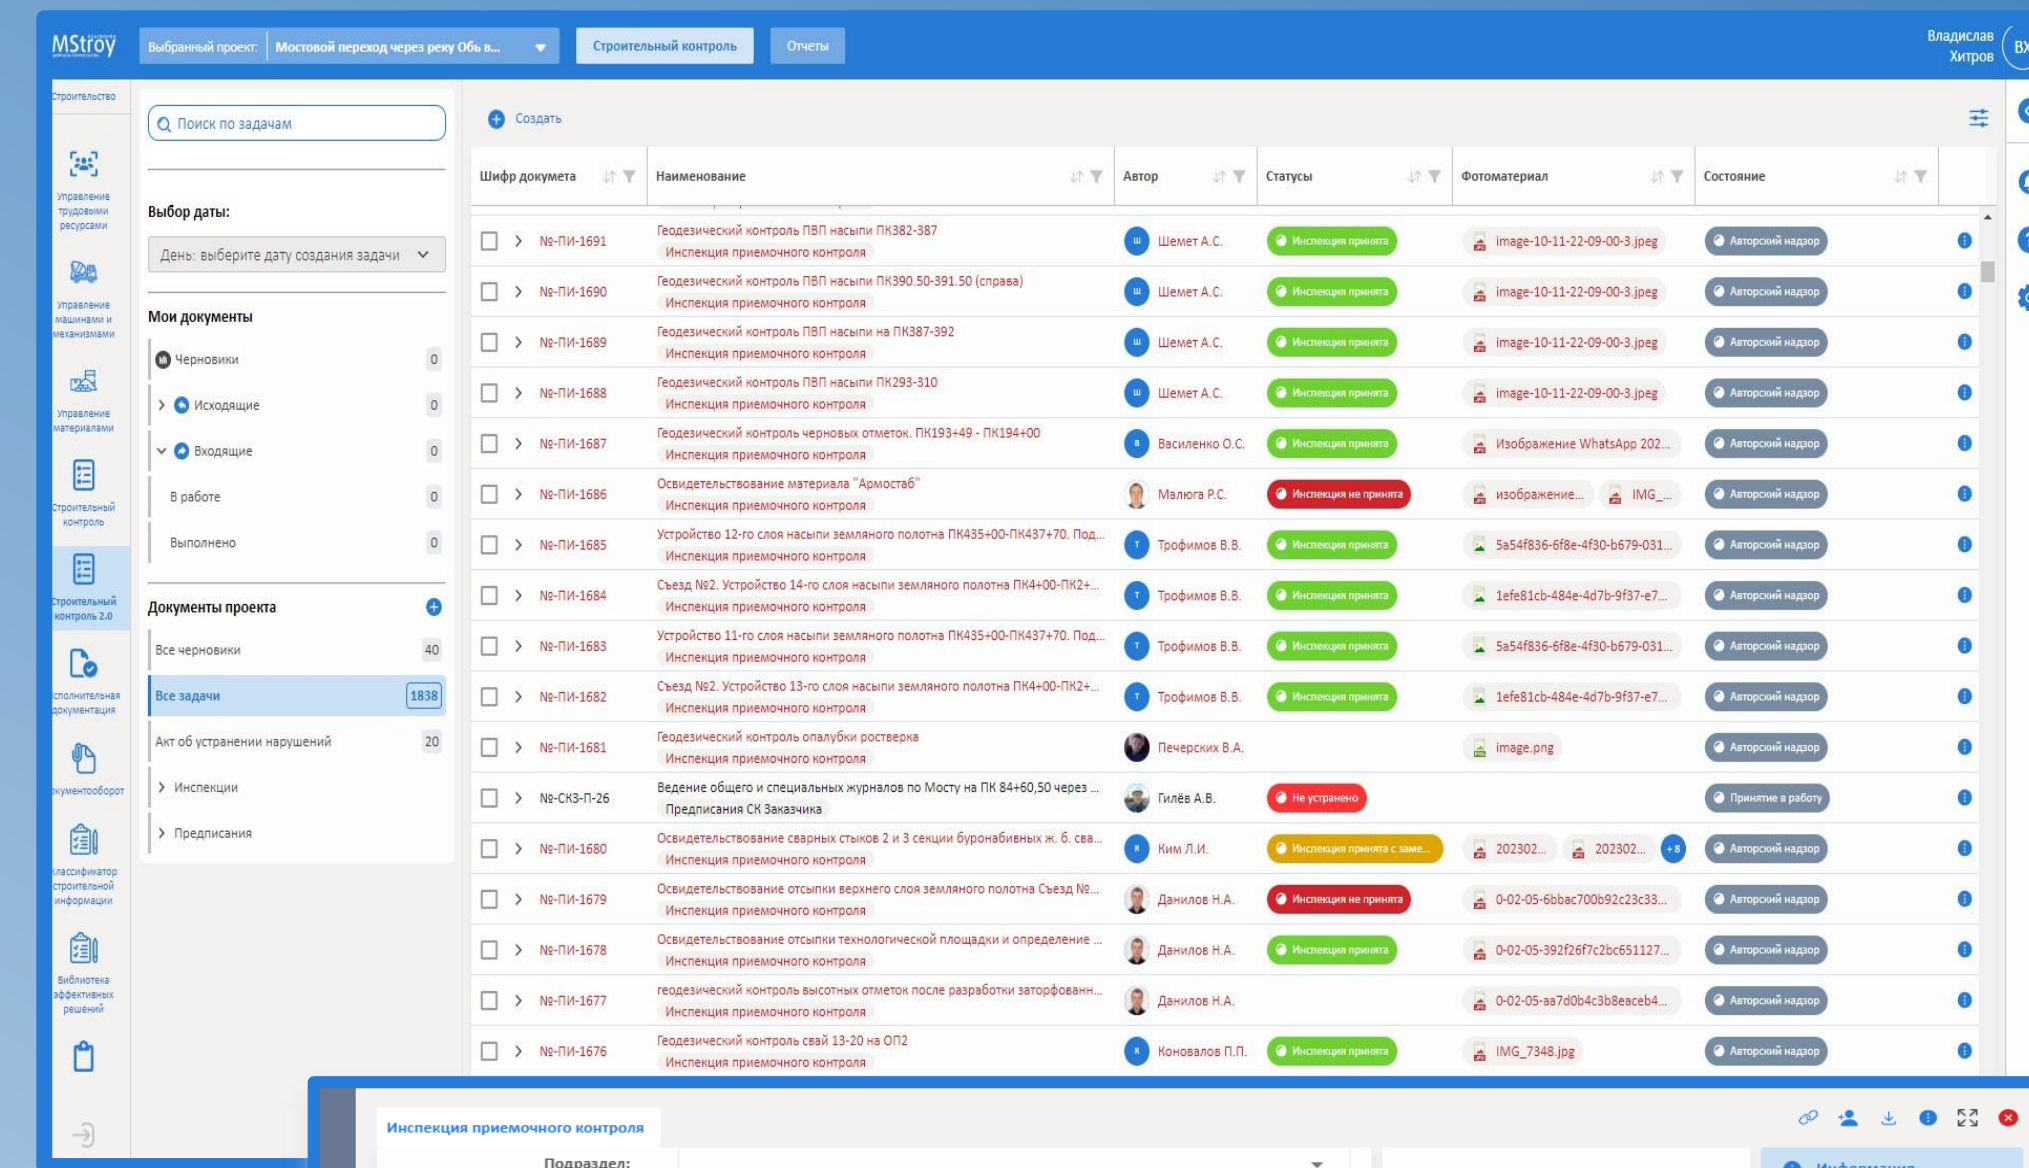 MStroy
Выбранный проект: Мостовой переход через реку Обь в...
Строительный контроль
Отчеты
Владислав
Хитров
ВХ
Строительство
Управление
трудовыми
ресурсами
Управление
машинами и
механизмами
Управление
материалами
Строительный
контроль
Строительный
контроль 2.0
Исполнительная
документация
документооборот
Классификатор
строительной
информации
Библиотека
эффективных
решений
Поиск по задачам
Выбор даты:
День: выберите дату создания задачи
Мои документы
Черновики 0
Исходящие 0
Входящие 0
В работе 0
Выполнено 0
Документы проекта
Все черновики 40
Все задачи 1838
Акт об устранении нарушений 20
Инспекции
Предписания
Создать
Шифр докумета Наименование Автор Статусы Фотоматериал Состояние
№-ПИ-1691 Геодезический контроль ПВП насыпи ПК382-387 Шемет А.С. Инспекция принята image-10-11-22-09-00-3.jpeg Авторский надзор
Инспекция приемочного контроля
№-ПИ-1690 Геодезический контроль ПВП насыпи ПК390.50-391.50 (справа) Шемет А.С. Инспекция принята image-10-11-22-09-00-3.jpeg Авторский надзор
Инспекция приемочного контроля
№-ПИ-1689 Геодезический контроль ПВП насыпи на ПК387-392 Шемет А.С. Инспекция принята image-10-11-22-09-00-3.jpeg Авторский надзор
Инспекция приемочного контроля
№-ПИ-1688 Геодезический контроль ПВП насыпи ПК293-310 Шемет А.С. Инспекция принята image-10-11-22-09-00-3.jpeg Авторский надзор
Инспекция приемочного контроля
№-ПИ-1687 Геодезический контроль черновых отметок. ПК193+49 - ПК194+00 Василенко О.С. Инспекция принята Изображение WhatsApp 202... Авторский надзор
Инспекция приемочного контроля
№-ПИ-1686 Освидетельствование материала "Армостаб" Малюга Р.С. Инспекция не принята изображение... IMG_... Авторский надзор
Инспекция приемочного контроля
№-ПИ-1685 Устройство 12-го слоя насыпи земляного полотна ПК435+00-ПК437+70. Под... Трофимов В.В. Инспекция принята 5a54f836-6f8e-4f30-b679-031... Авторский надзор
Инспекция приемочного контроля
№-ПИ-1684 Съезд №2. Устройство 14-го слоя насыпи земляного полотна ПК4+00-ПК2+... Трофимов В.В. Инспекция принята 1efe81cb-484e-4d7b-9f37-e7... Авторский надзор
Инспекция приемочного контроля
№-ПИ-1683 Устройство 11-го слоя насыпи земляного полотна ПК435+00-ПК437+70. Под... Трофимов В.В. Инспекция принята 5a54f836-6f8e-4f30-b679-031... Авторский надзор
Инспекция приемочного контроля
№-ПИ-1682 Съезд №2. Устройство 13-го слоя насыпи земляного полотна ПК4+00-ПК2+... Трофимов В.В. Инспекция принята 1efe81cb-484e-4d7b-9f37-e7... Авторский надзор
Инспекция приемочного контроля
№-ПИ-1681 Геодезический контроль опалубки ростверка Печерских В.А. image.png Авторский надзор
Инспекция приемочного контроля
№-СКЗ-П-26 Ведение общего и специальных журналов по Мосту на ПК 84+60,50 через ... Гилёв А.В. Не устранено Принятие в работу
Предписания СК Заказчика
№-ПИ-1680 Освидетельствование сварных стыков 2 и 3 секции буронабивных ж. б. сва... Ким Л.И. Инспекция принята с заме... 202302... 202302... +8 Авторский надзор
Инспекция приемочного контроля
№-ПИ-1679 Освидетельствование отсыпки верхнего слоя земляного полотна Съезд №... Данилов Н.А. Инспекция не принята 0-02-05-6bbac700b92c23c33... Авторский надзор
Инспекция приемочного контроля
№-ПИ-1678 Освидетельствование отсыпки технологической площадки и определение ... Данилов Н.А. Инспекция принята 0-02-05-392f26f7c2bc651127... Авторский надзор
Инспекция приемочного контроля
№-ПИ-1677 геодезический контроль высотных отметок после разработки заторфованн... Данилов Н.А. 0-02-05-aa7d0b4c3b8eaceb4... Авторский надзор
Инспекция приемочного контроля
№-ПИ-1676 Геодезический контроль свай 13-20 на ОП2 Коновалов П.П. Инспекция принята IMG_7348.jpg Авторский надзор
Инспекция приемочного контроля
Инспекция приемочного контроля
Подраздел:
Информация